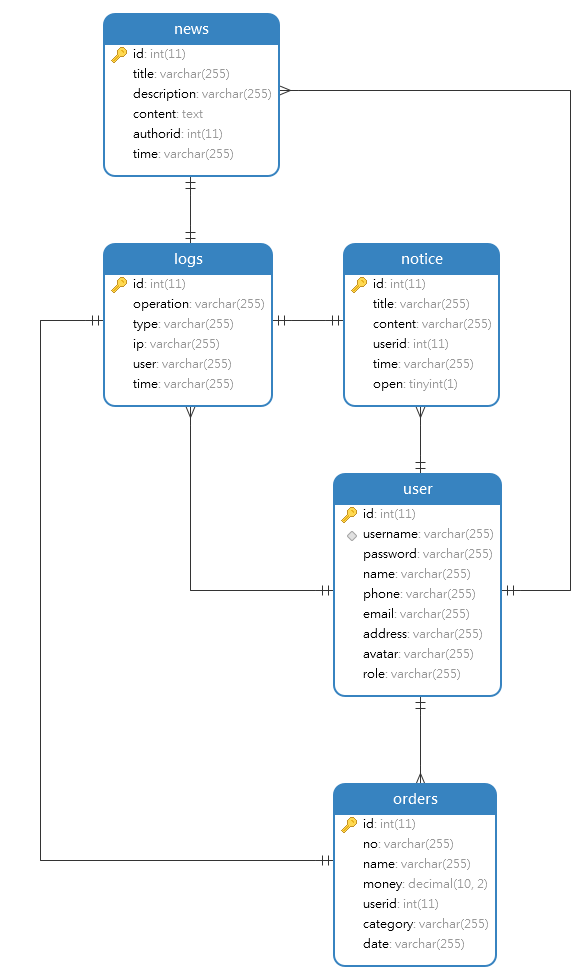 news
id: int(11)
title: varchar(255)
description: varchar(255)
content: text
authorid: int(11)
time: varchar(255)
logs
id: int(11)
operation: varchar(255)
type: varchar(255)
ip: varchar(255)
user: varchar(255)
time: varchar(255)
notice
id: int(11)
title: varchar(255)
content: varchar(255)
userid: int(11)
time: varchar(255)
open: tinyint(1)
user
id: int(11)
username: varchar(255)
password: varchar(255)
name: varchar(255)
phone: varchar(255)
email: varchar(255)
address: varchar(255)
avatar: varchar(255)
role: varchar(255)
orders
id: int(11)
no: varchar(255)
name: varchar(255)
money: decimal(10, 2)
userid: int(11)
category: varchar(255)
date: varchar(255)